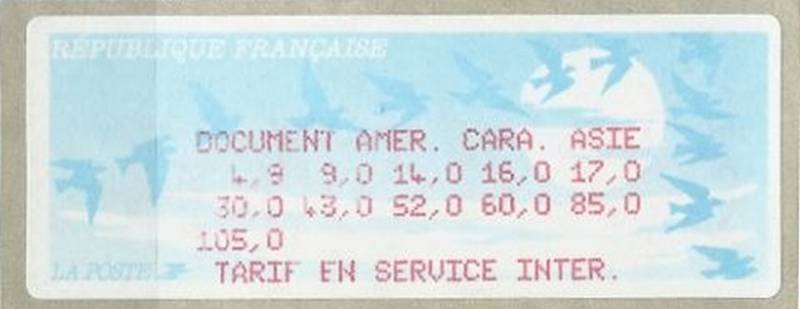 RÉPUBLIQUE FRANÇAISE
DOCUMENT AMER. CARA. ASIE
4,9 9,0 14,0 16,0 17,0
30,0 43,0 52,0 60,0 85,0
105,0
LA POSTE
TARIF EN SERVICE INTER.